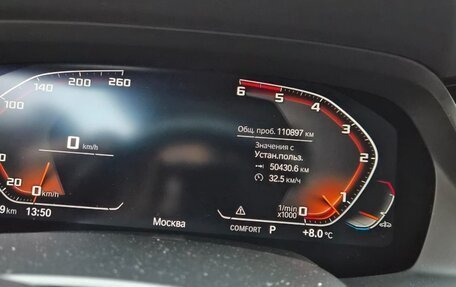 140 200 260
100
0 km/h
20
0 km/h
9 km 13:50
Москва
6 5 4 3 2 1 0
Общ. проб. 110897 км
Значения с
Устан.польз.
50430.6 км
32.5 км/ч
1/min
x1000
COMFORT P +8.0 °C